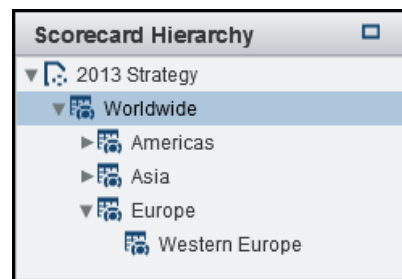 Scorecard Hierarchy
2013 Strategy
Worldwide
Americas
Asia
Europe
Western Europe